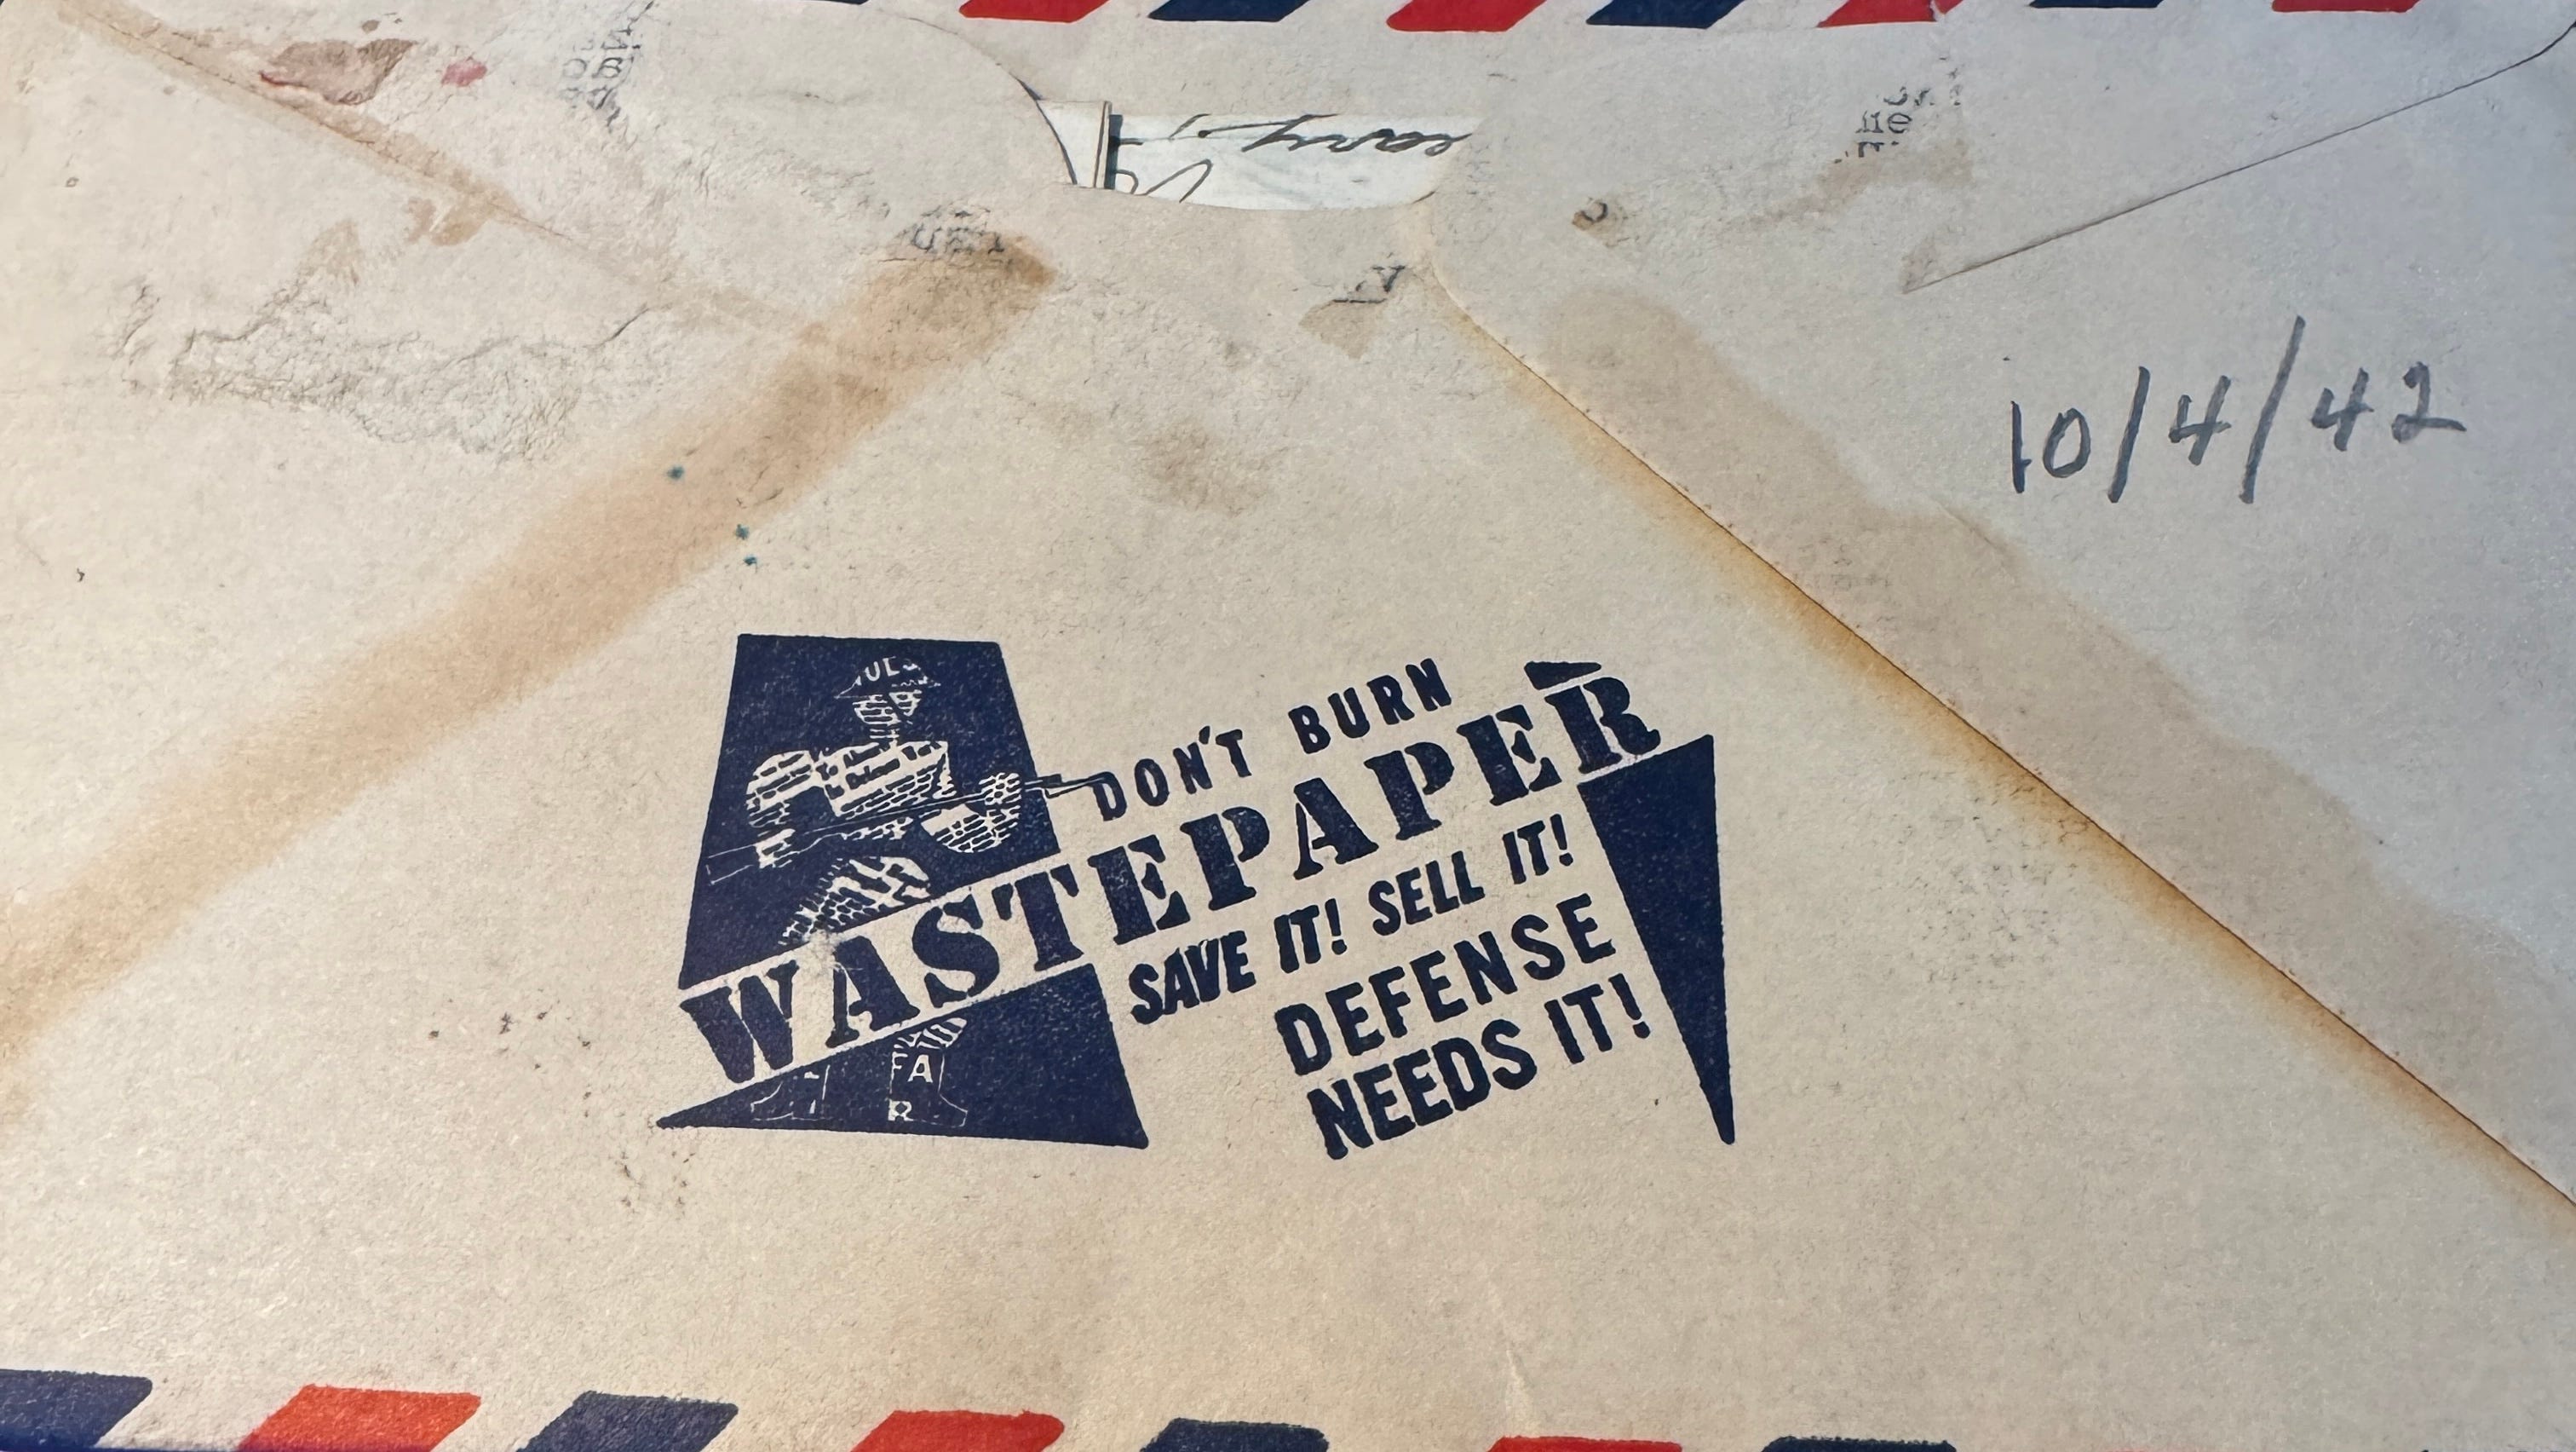 10/4/42
DON'T BURN
WASTEPAPER
SAVE IT! SELL IT!
DEFENSE
NEEDS IT!